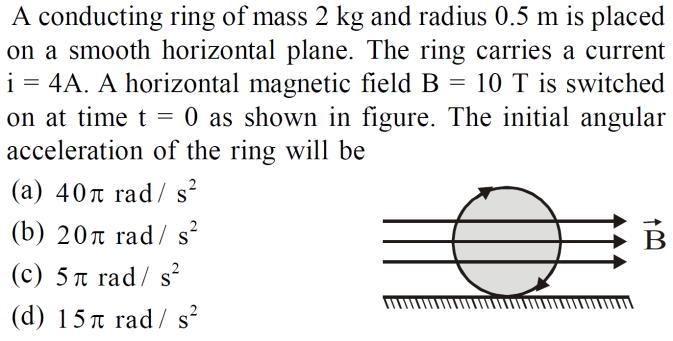 A conducting ring of mass 2 kg and radius 0.5 m is placed
on a smooth horizontal plane. The ring carries a current
i = 4A. A horizontal magnetic field B = 10 T is switched
on at time t = 0 as shown in figure. The initial angular
acceleration of the ring will be
(a) 40π rad / s²
(b) 20π rad / s²
(c) 5 π rad / s²
(d) 15π rad / s²
B⃗